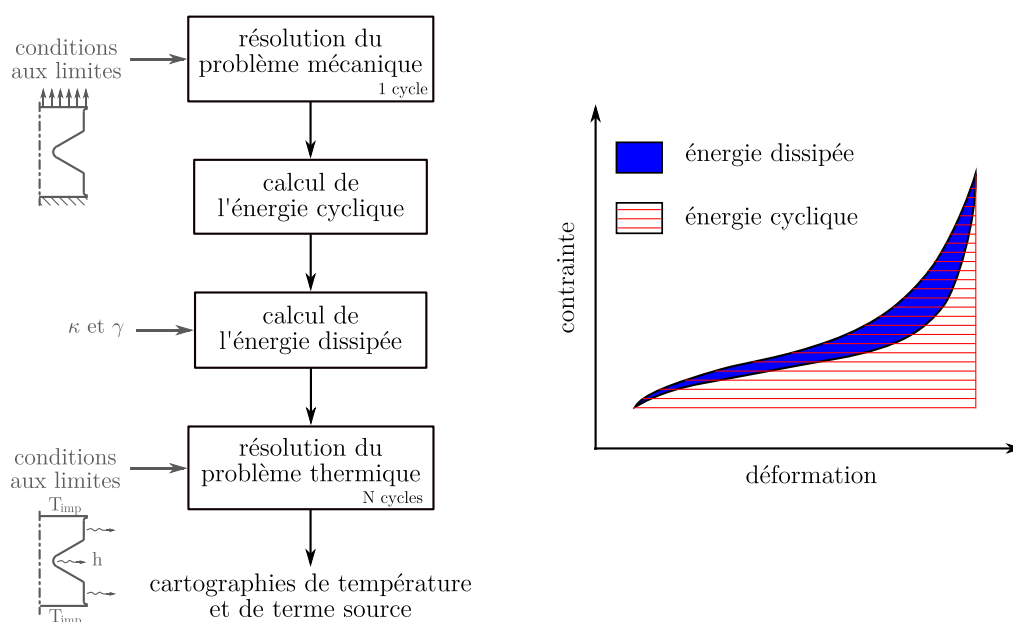 résolution du
problème mécanique
1 cycle
conditions
aux limites
calcul de
l'énergie cyclique
κ et γ
calcul de
l'énergie dissipée
conditions
aux limites
T_imp
h
T_imp
résolution du
problème thermique
N cycles
cartographies de température
et de terme source
énergie dissipée
énergie cyclique
contrainte
déformation